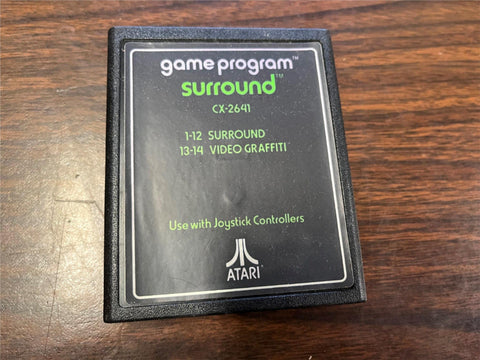 game program™
surround™
CX-2641
1-12 SURROUND
13-14 VIDEO GRAFFITI
Use with Joystick Controllers
ATARI